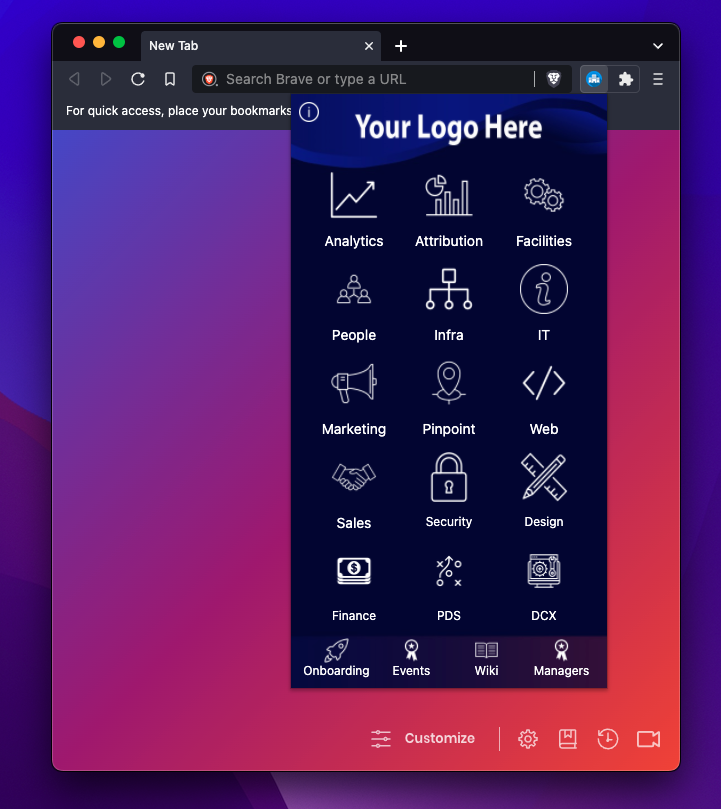 New Tab
Search Brave or type a URL
For quick access, place your bookmarks
Your Logo Here
Analytics Attribution Facilities
People Infra IT
Marketing Pinpoint Web
Sales Security Design
Finance PDS DCX
Onboarding Events Wiki Managers
Customize